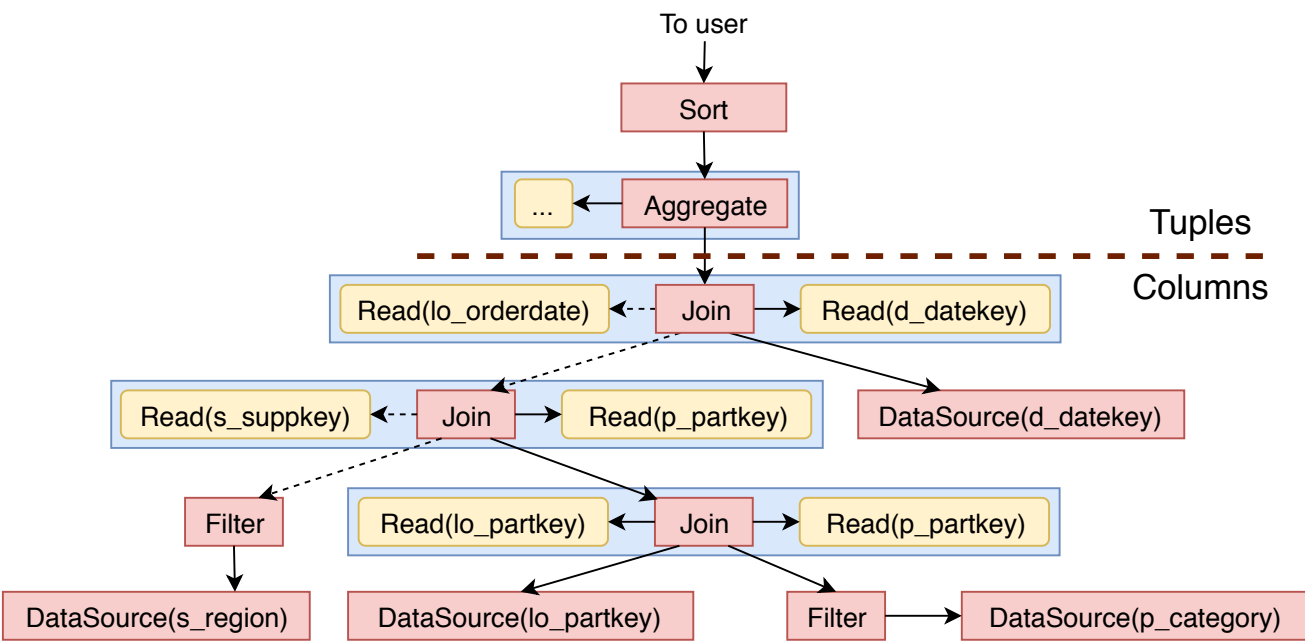 To user
Sort
...
Aggregate
Tuples
Columns
Read(lo_orderdate)
Join
Read(d_datekey)
Read(s_suppkey)
Join
Read(p_partkey)
DataSource(d_datekey)
Filter
Read(lo_partkey)
Join
Read(p_partkey)
DataSource(s_region)
DataSource(lo_partkey)
Filter
DataSource(p_category)